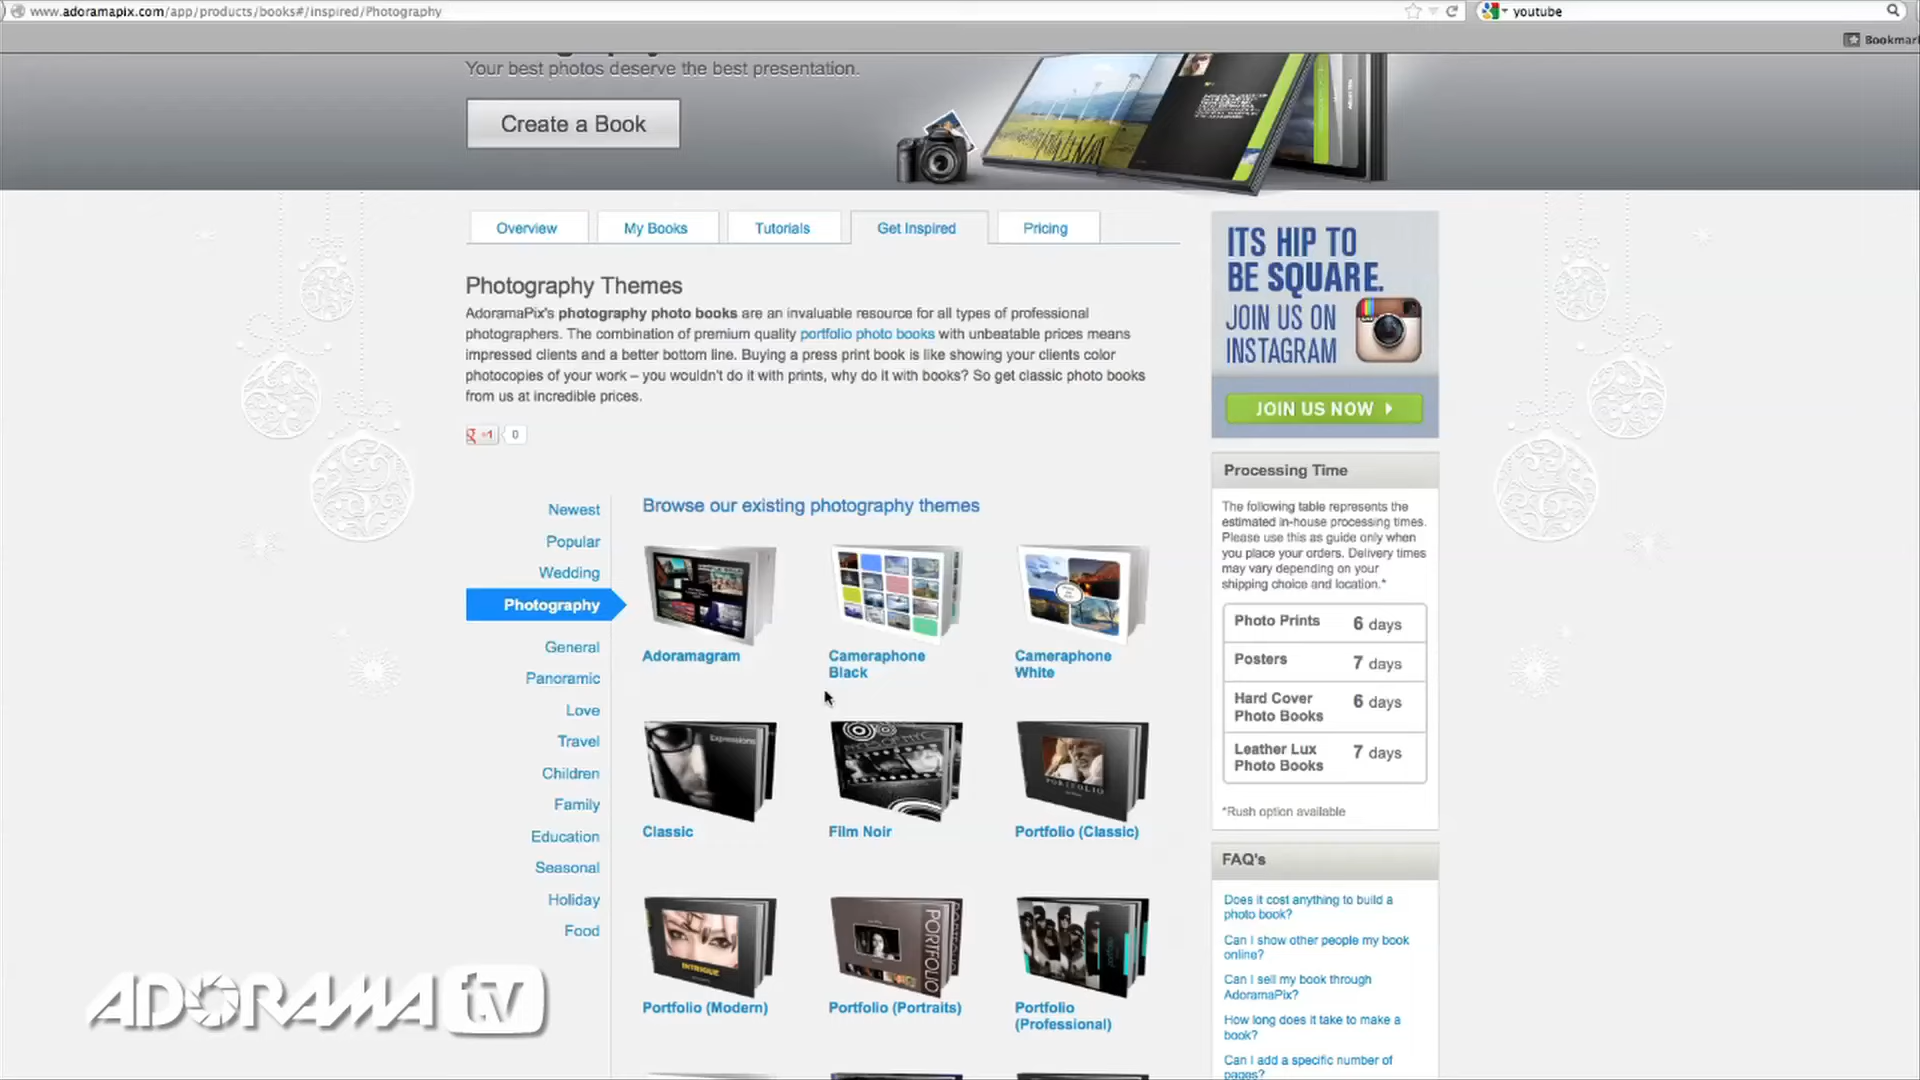 www.adoramapix.com/app/products/books#/inspired/Photography
youtube
Bookmar
Your best photos deserve the best presentation.
Create a Book
Overview
My Books
Tutorials
Get Inspired
Pricing
Photography Themes
AdoramaPix's photography photo books are an invaluable resource for all types of professional
photographers. The combination of premium quality portfolio photo books with unbeatable prices means
impressed clients and a better bottom line. Buying a press print book is like showing your clients color
photocopies of your work – you wouldn't do it with prints, why do it with books? So get classic photo books
from us at incredible prices.
+1
0
Newest
Popular
Wedding
Photography
General
Panoramic
Love
Travel
Children
Family
Education
Seasonal
Holiday
Food
Browse our existing photography themes
Adoramagram
Cameraphone
Black
Cameraphone
White
Expressions
PORTFOLIO
Classic
Film Noir
Portfolio (Classic)
INTRIGUE
PORTFOLIO
Portfolio (Modern)
Portfolio (Portraits)
Portfolio
(Professional)
ITS HIP TO
BE SQUARE.
JOIN US ON
INSTAGRAM
JOIN US NOW
Processing Time
The following table represents the
estimated in-house processing times.
Please use this as guide only when
you place your orders. Delivery times
may vary depending on your
shipping choice and location.*
Photo Prints 6 days
Posters 7 days
Hard Cover
Photo Books 6 days
Leather Lux
Photo Books 7 days
*Rush option available
FAQ's
Does it cost anything to build a
photo book?
Can I show other people my book
online?
Can I sell my book through
AdoramaPix?
How long does it take to make a
book?
Can I add a specific number of
pages?
ADORAMA tv